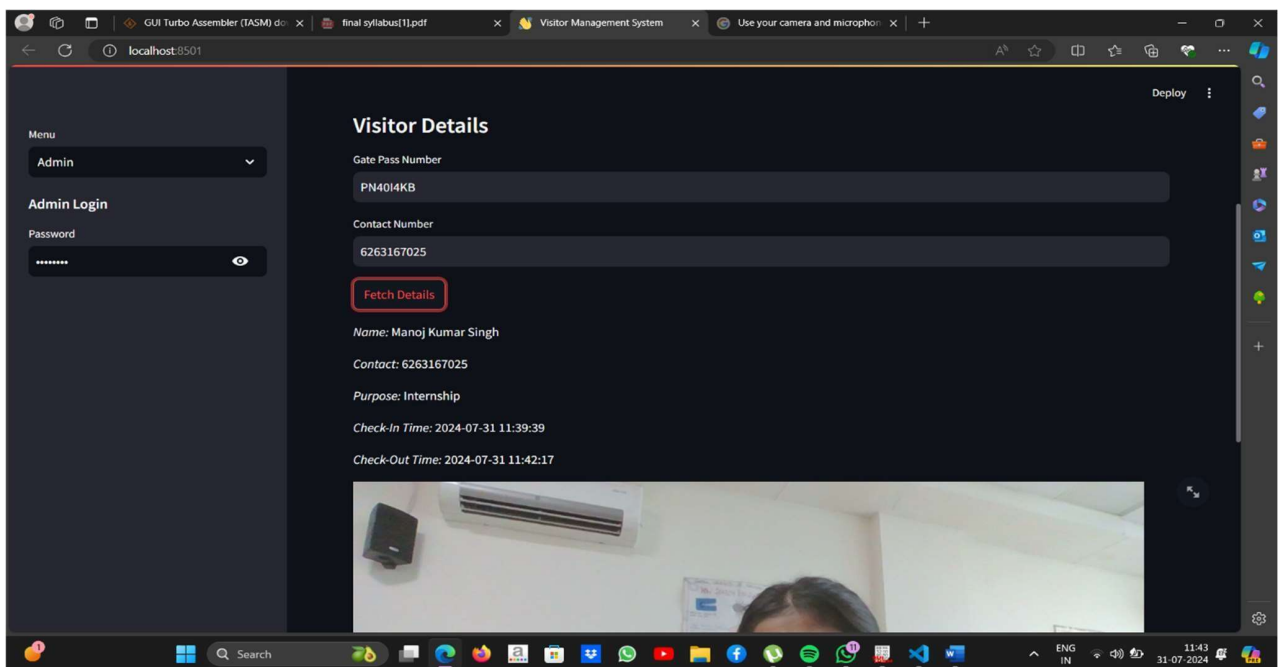 GUI Turbo Assembler (TASM) do
final syllabus[1].pdf
Visitor Management System
Use your camera and microphon
localhost:8501
Deploy
Menu
Admin
Admin Login
Password
••••••••
Visitor Details
Gate Pass Number
PN40I4KB
Contact Number
6263167025
Fetch Details
Name: Manoj Kumar Singh
Contact: 6263167025
Purpose: Internship
Check-In Time: 2024-07-31 11:39:39
Check-Out Time: 2024-07-31 11:42:17
Search
ENG
IN
11:43
31-07-2024